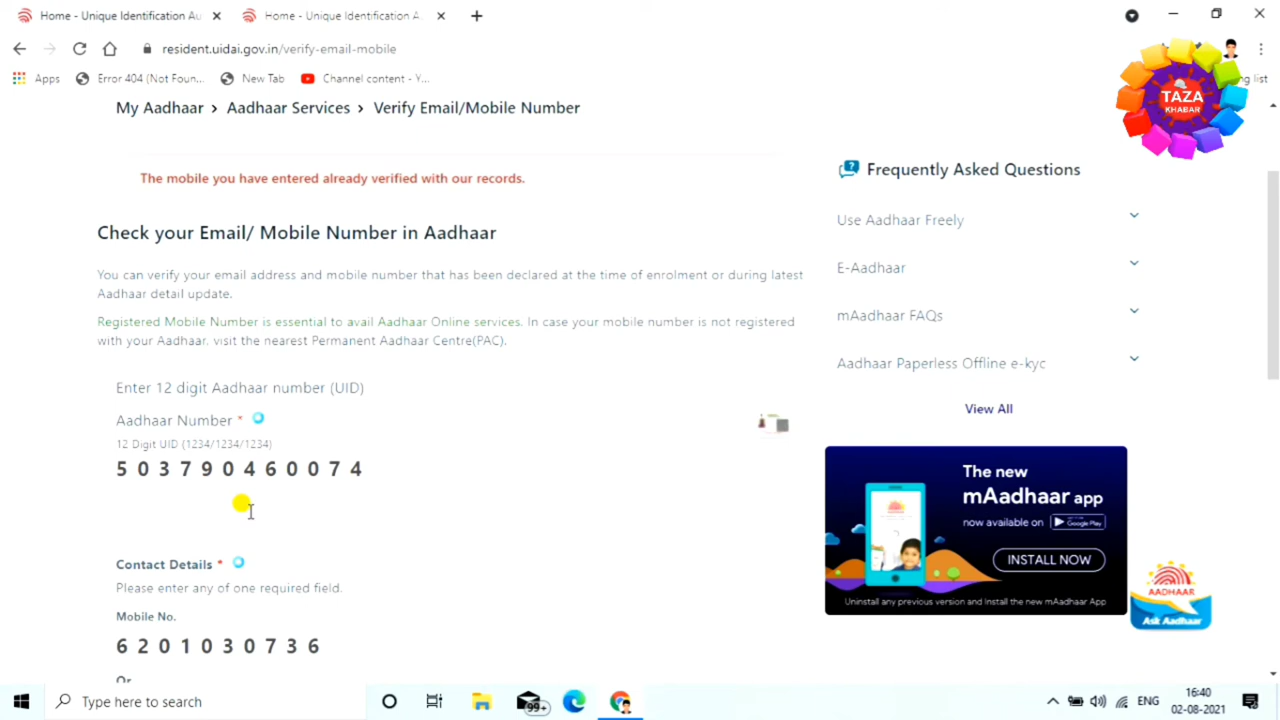 Home - Unique Identification Au
Home - Unique Identification A
resident.uidai.gov.in/verify-email-mobile
Apps
Error 404 (Not Foun...
New Tab
Channel content - Y...
ng list
TAZA
KHABAR
My Aadhaar > Aadhaar Services > Verify Email/Mobile Number
The mobile you have entered already verified with our records.
Check your Email/ Mobile Number in Aadhaar
You can verify your email address and mobile number that has been declared at the time of enrolment or during latest
Aadhaar detail update.
Registered Mobile Number is essential to avail Aadhaar Online services. In case your mobile number is not registered
with your Aadhaar. visit the nearest Permanent Aadhaar Centre(PAC).
Enter 12 digit Aadhaar number (UID)
Aadhaar Number *
12 Digit UID (1234/1234/1234)
503790460074
Contact Details *
Please enter any of one required field.
Mobile No.
6201030736
Or
Frequently Asked Questions
Use Aadhaar Freely
E-Aadhaar
mAadhaar FAQs
Aadhaar Paperless Offline e-kyc
View All
The new
mAadhaar app
now available on Google Play
INSTALL NOW
Uninstall any previous version and Install the new mAadhaar App
AADHAAR
Ask Aadhaar
Type here to search
99+
ENG
16:40
02-08-2021